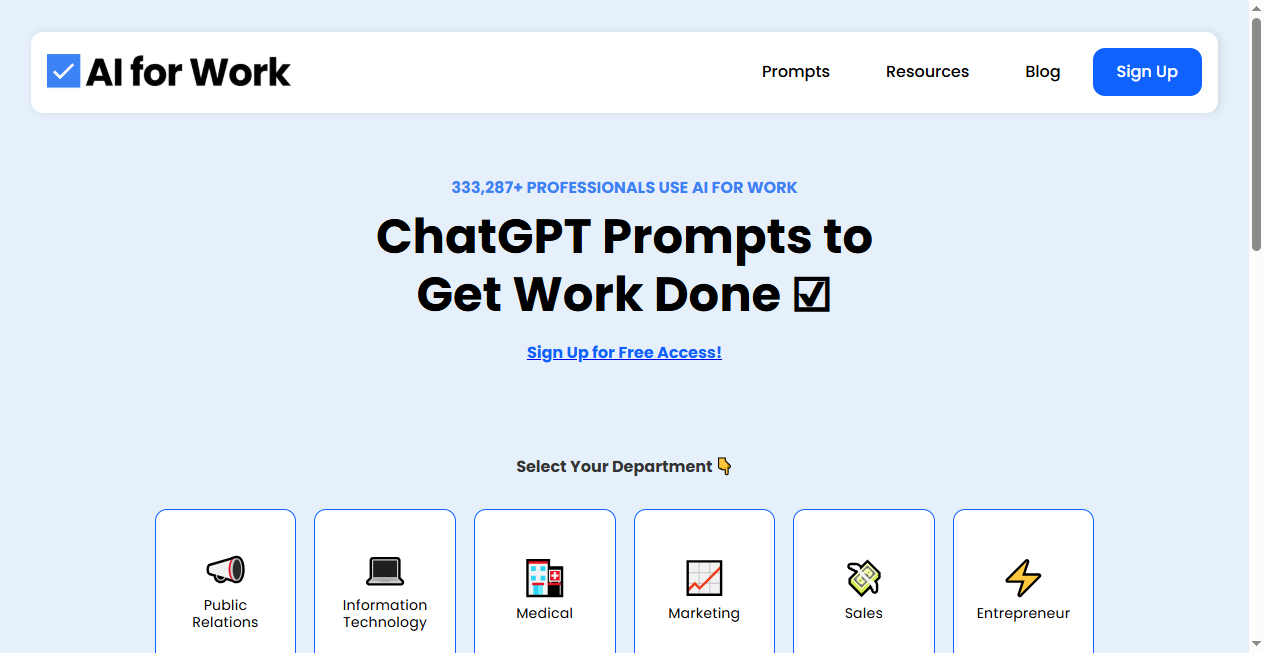 AI for Work
Prompts
Resources
Blog
Sign Up
333,287+ PROFESSIONALS USE AI FOR WORK
ChatGPT Prompts to
Get Work Done ☑
Sign Up for Free Access!
Select Your Department 👇
Public
Relations
Information
Technology
Medical
Marketing
Sales
Entrepreneur